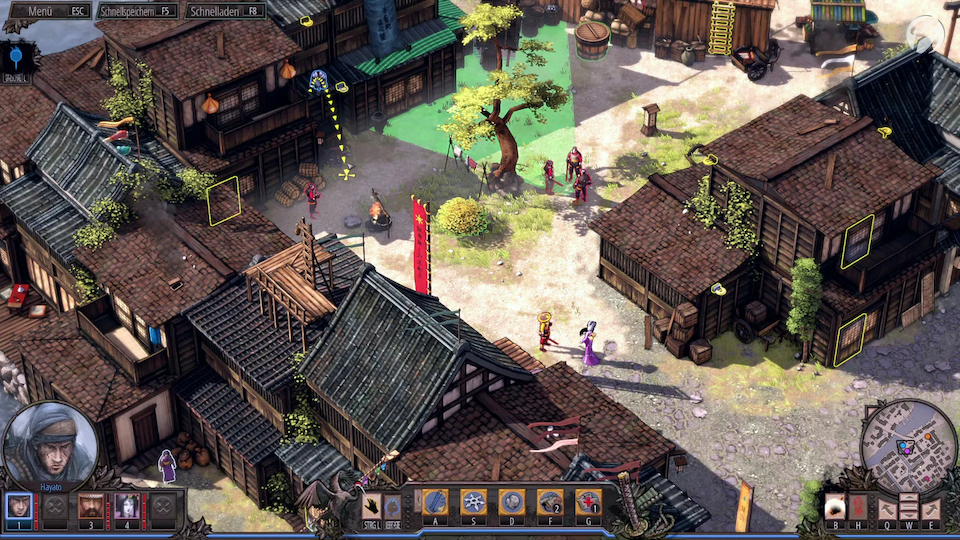 Menü ESC Schnellspeichern F5 Schnellladen F8
Hayato
1 3 4
STRG L
A S D F G
2 1
B H Q W E